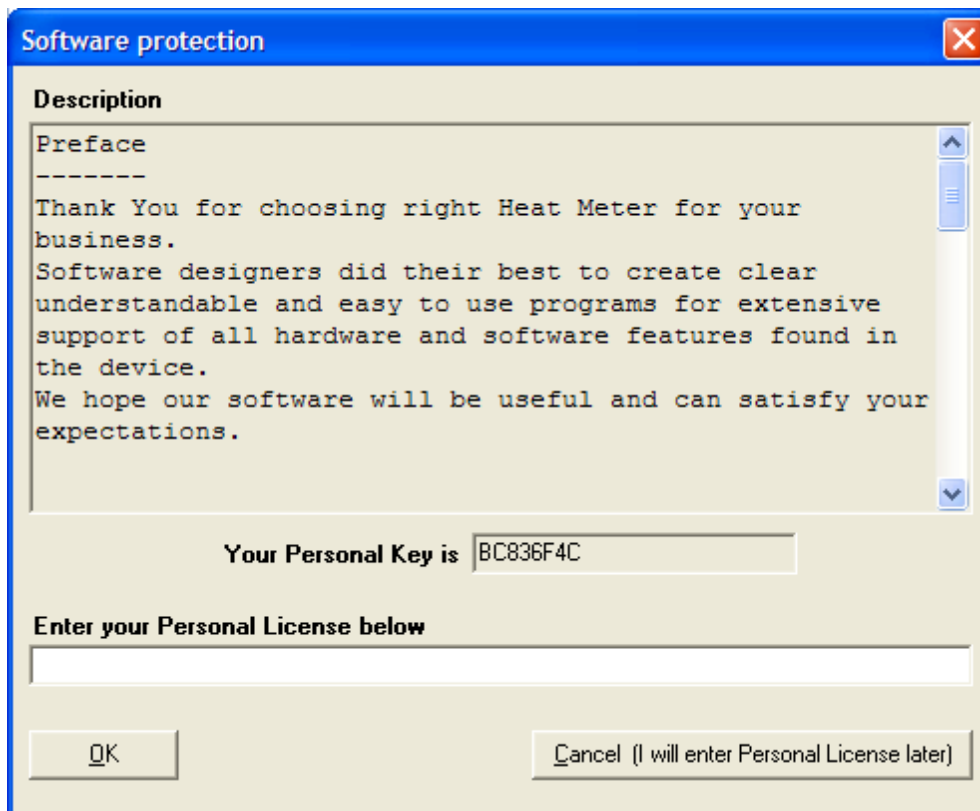 Software protection
Description
Preface
-------
Thank You for choosing right Heat Meter for your
business.
Software designers did their best to create clear
understandable and easy to use programs for extensive
support of all hardware and software features found in
the device.
We hope our software will be useful and can satisfy your
expectations.
Your Personal Key is BC836F4C
Enter your Personal License below
OK Cancel (I will enter Personal License later)